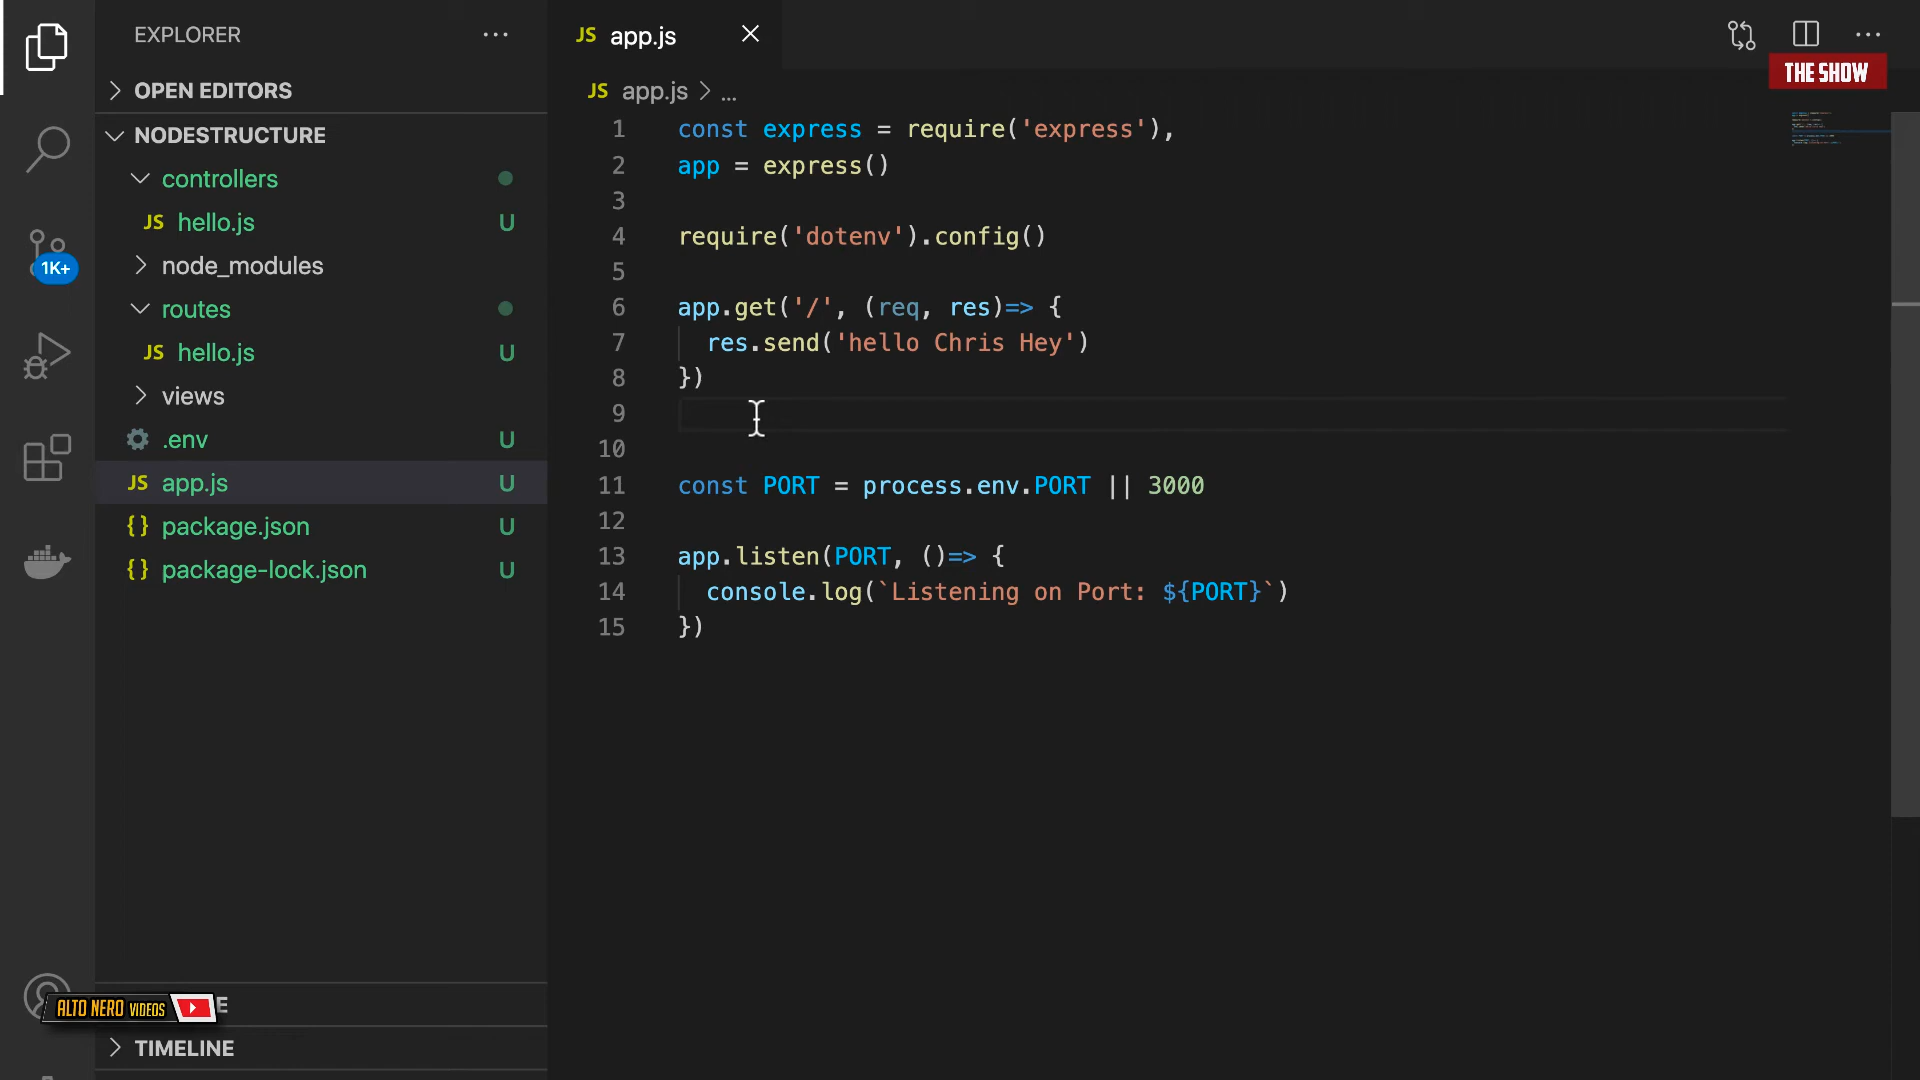 EXPLORER
OPEN EDITORS
NODESTRUCTURE
controllers
JS hello.js U
node_modules
1K+
routes
JS hello.js U
views
.env U
JS app.js U
{} package.json U
{} package-lock.json U
TIMELINE
ALTO NERO VIDEOS
E
JS app.js
THE SHOW
JS app.js > ...
1 const express = require('express'),
2 app = express()
3
4 require('dotenv').config()
5
6 app.get('/', (req, res)=> {
7 res.send('hello Chris Hey')
8 })
9
10
11 const PORT = process.env.PORT || 3000
12
13 app.listen(PORT, ()=> {
14 console.log(`Listening on Port: ${PORT}`)
15 })